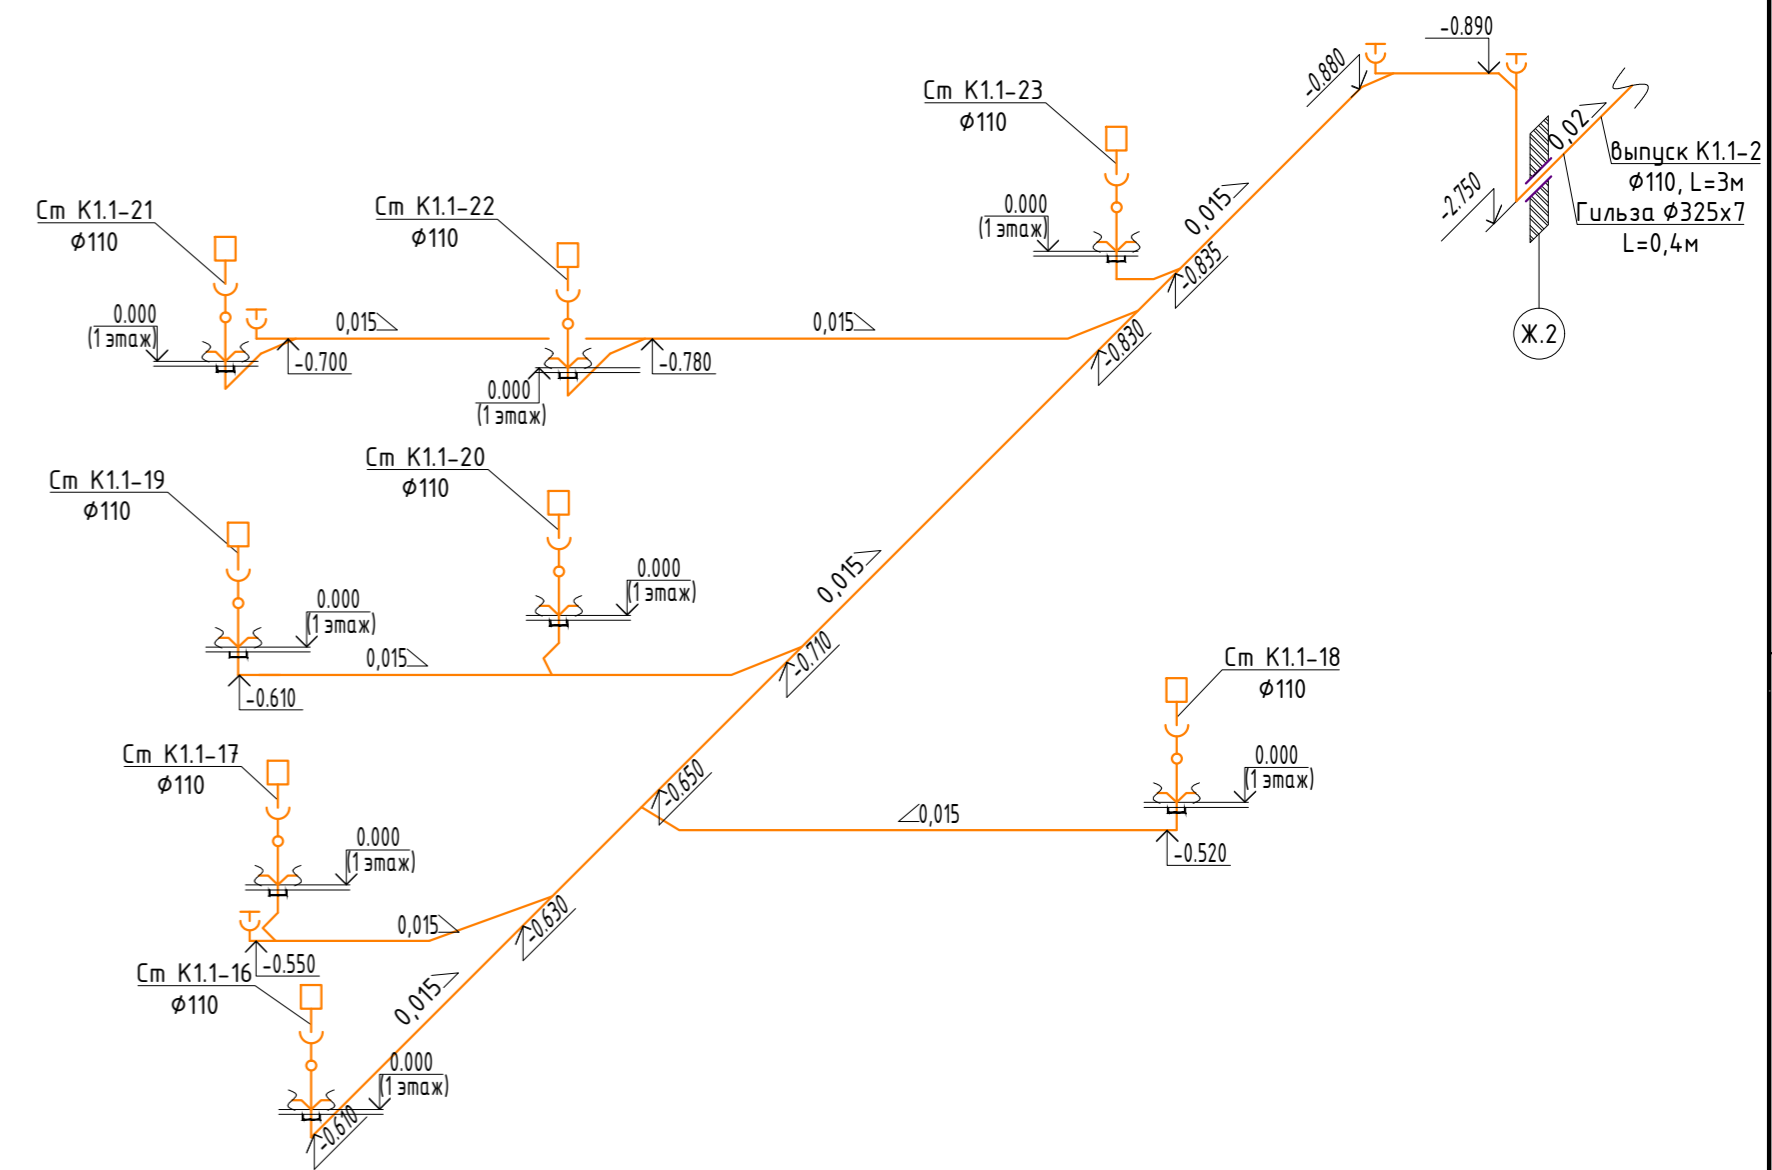 -0.890
-0.880
Ст К1.1-23
Ф110
0,02
выпуск К1.1-2
Ф110, L=3м
-2.750
Гильза Ф325х7
L=0,4м
Ж.2
0.000
(1 этаж)
0,015
-0.835
Ст К1.1-21
Ф110
Ст К1.1-22
Ф110
0.000
(1 этаж)
0,015
-0.700
0.000
(1 этаж)
0,015
-0.780
-0.830
Ст К1.1-19
Ф110
Ст К1.1-20
Ф110
0.000
(1 этаж)
0.000
(1 этаж)
0,015
0,015
-0.610
-0.710
Ст К1.1-18
Ф110
0.000
(1 этаж)
0,015
-0.520
-0.650
Ст К1.1-17
Ф110
0.000
(1 этаж)
0,015
-0.550
-0.630
Ст К1.1-16
Ф110
0,015
0.000
(1 этаж)
-0.610